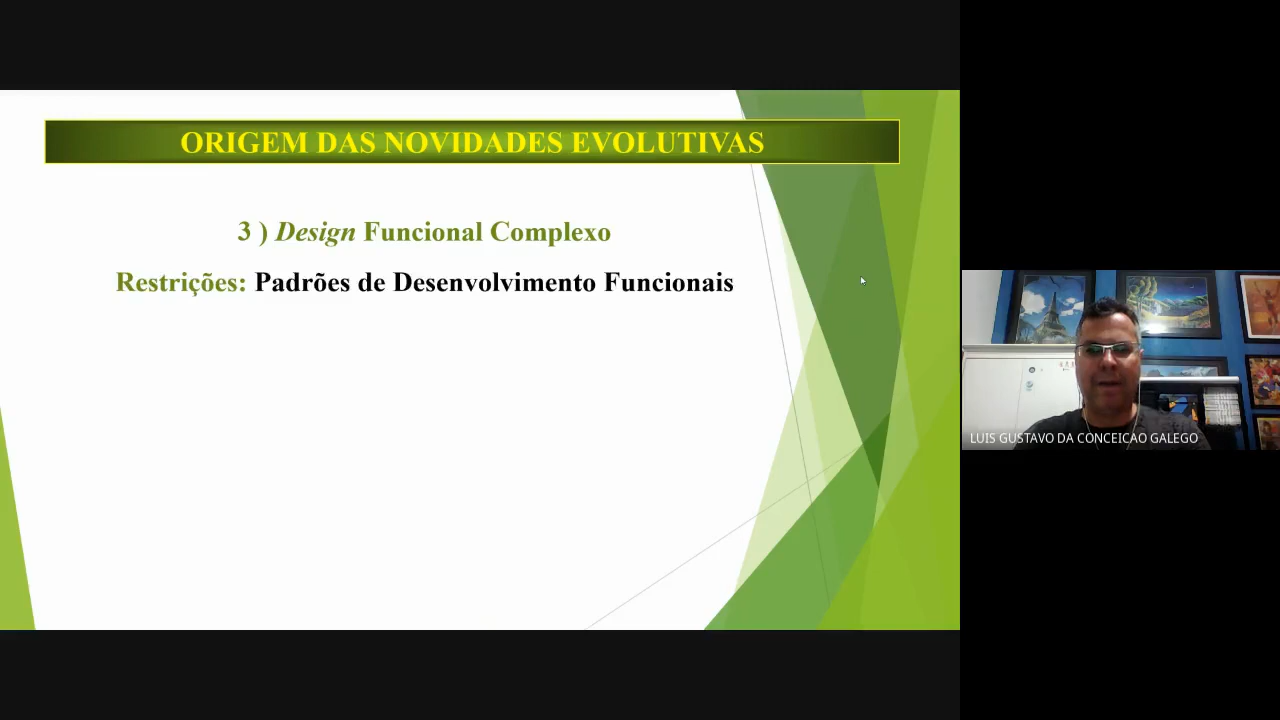 ORIGEM DAS NOVIDADES EVOLUTIVAS
3 ) Design Funcional Complexo
Restrições: Padrões de Desenvolvimento Funcionais
LUIS GUSTAVO DA CONCEICAO GALEGO